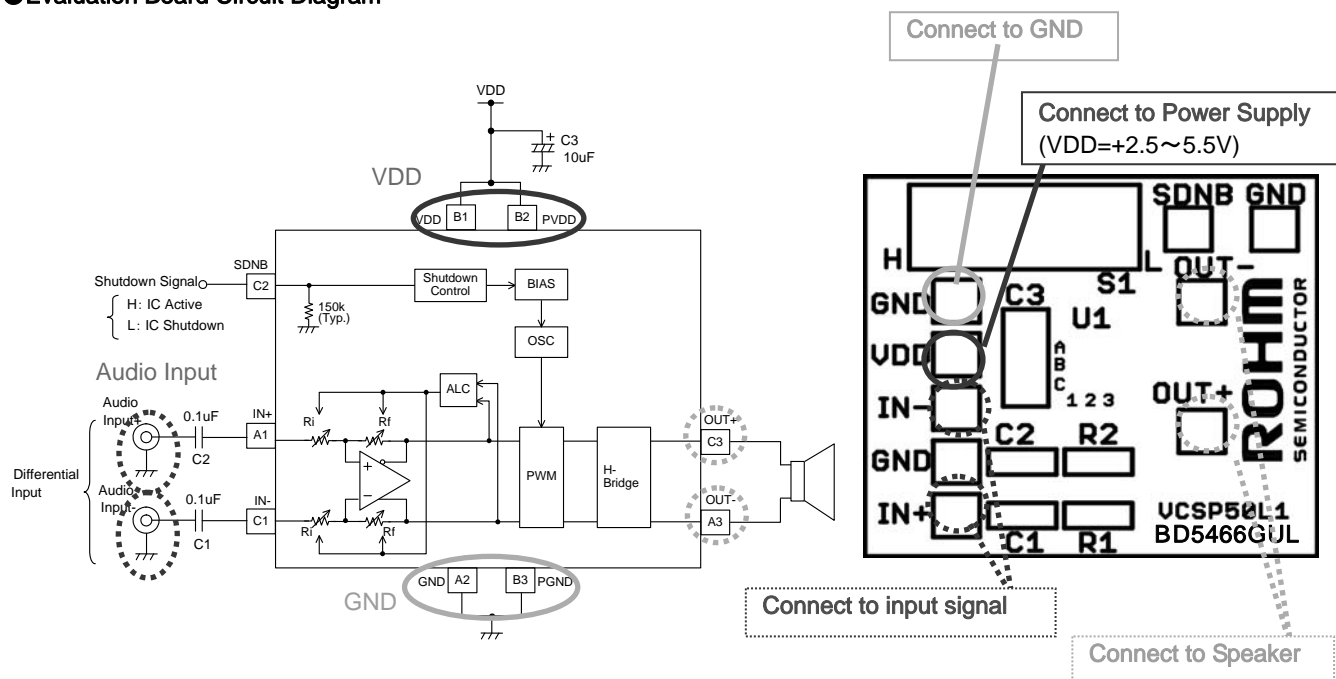 ●Evaluation Board Circuit Diagram
Connect to GND
Connect to Power Supply
(VDD=+2.5～5.5V)
VDD
C3
10uF
+
VDD
VDD
B1
B2
PVDD
SDNB
Shutdown Signal
C2
H: IC Active
L: IC Shutdown
150k
(Typ.)
Shutdown
Control
BIAS
OSC
Audio Input
Audio
Input+
0.1uF
C2
IN+
A1
Ri
Rf
ALC
Differential
Input
Audio
Input-
0.1uF
C1
IN-
C1
Ri
Rf
+
−
PWM
H-
Bridge
OUT+
C3
OUT-
A3
GND
A2
B3
PGND
GND
SDNB GND
H
L
OUT-
S1
GND
C3
U1
VDD
A
B
C
1 2 3
IN-
OUT+
C2
R2
GND
IN+
C1
R1
ROHM
SEMICONDUCTOR
VCSP50L1
BD5466GUL
Connect to input signal
Connect to Speaker